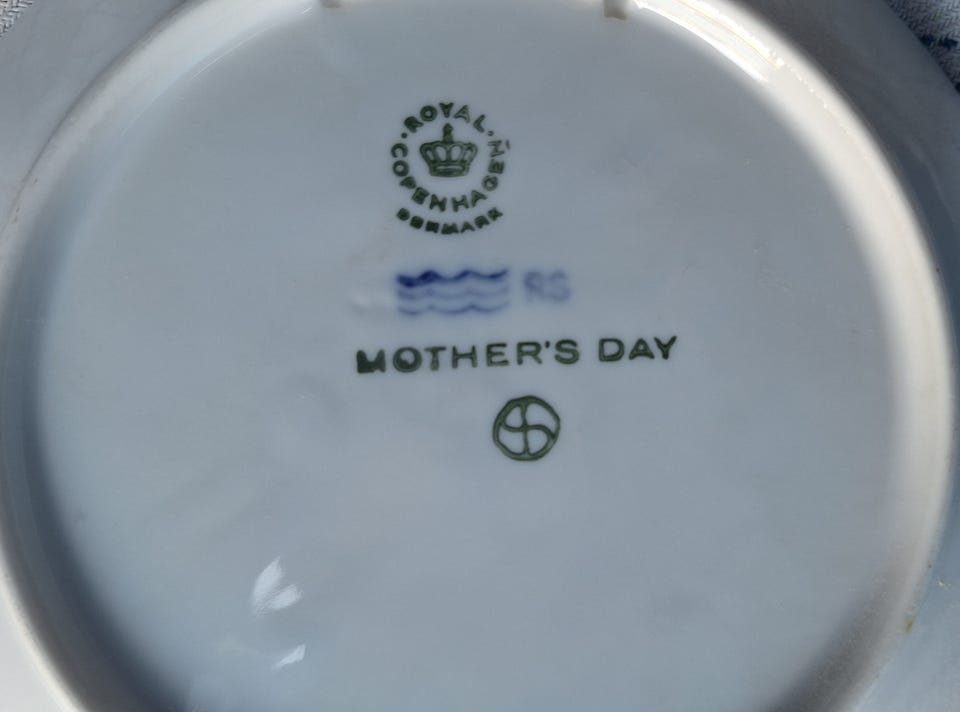 ROYAL
COPENHAGEN
DENMARK
RS
MOTHER'S DAY